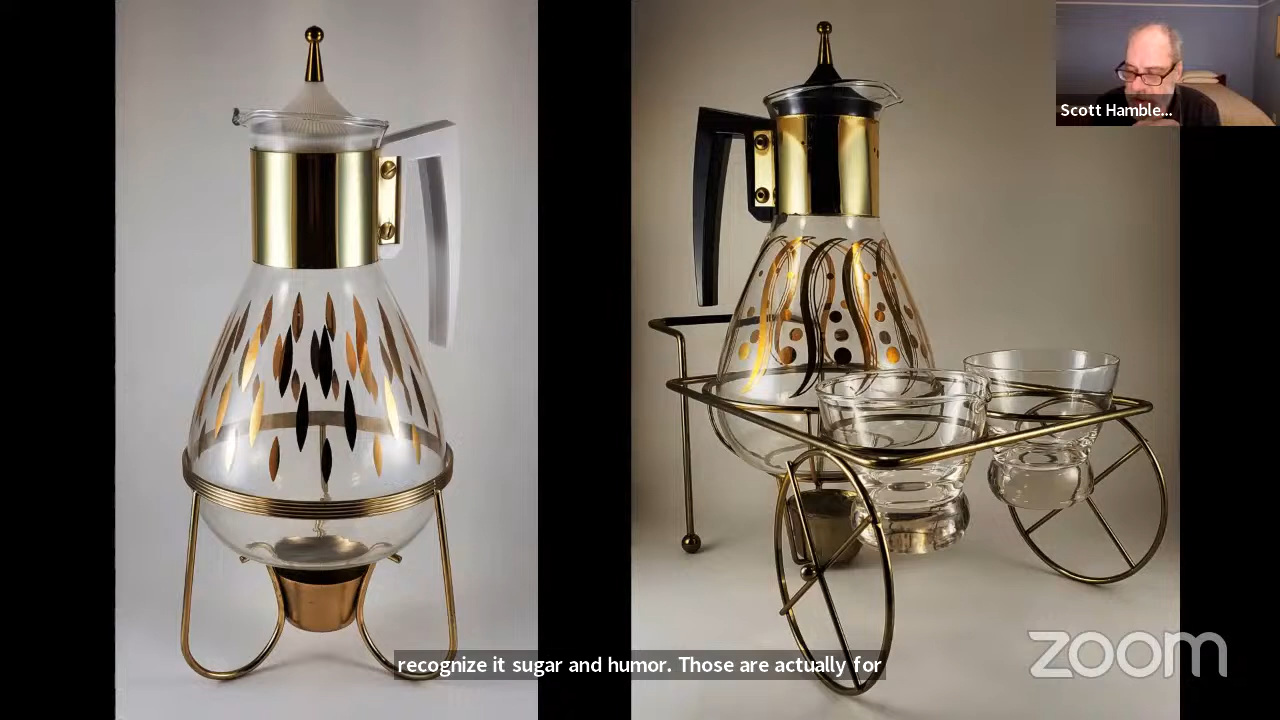 Scott Hamble...
recognize it sugar and humor. Those are actually for
zoom